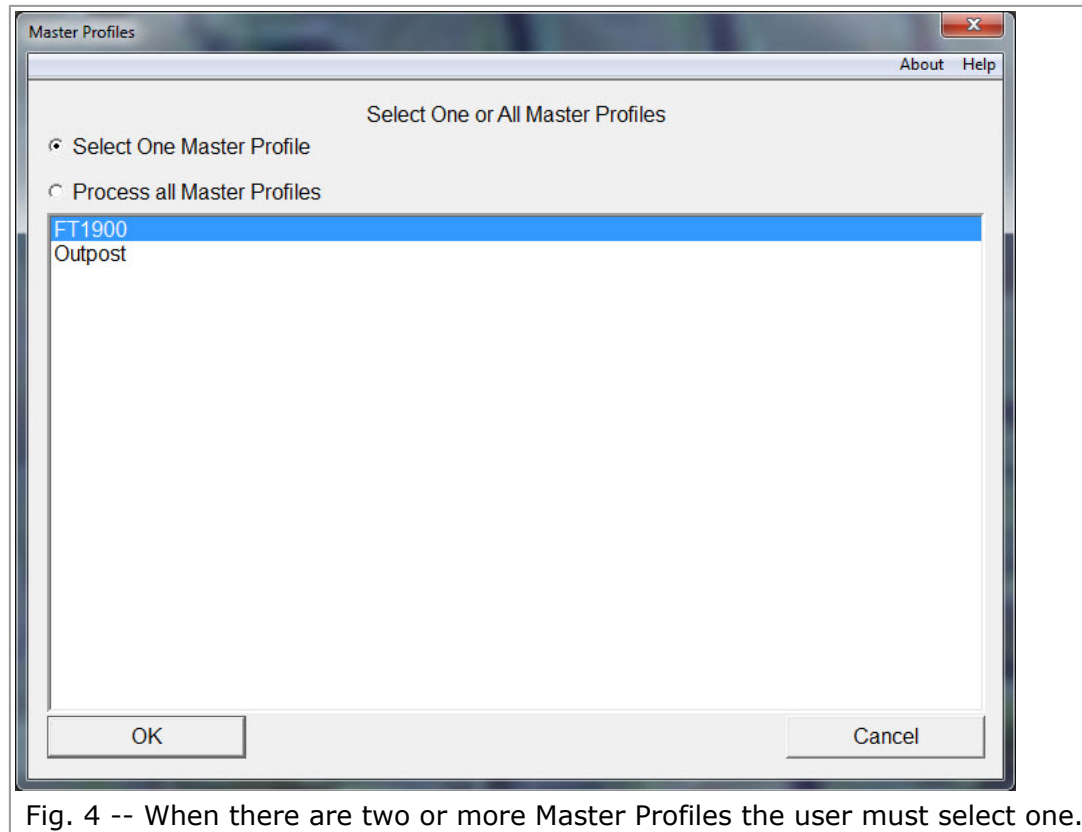 Master Profiles
About Help
Select One or All Master Profiles
Select One Master Profile
Process all Master Profiles
FT1900
Outpost
OK Cancel
Fig. 4 -- When there are two or more Master Profiles the user must select one.